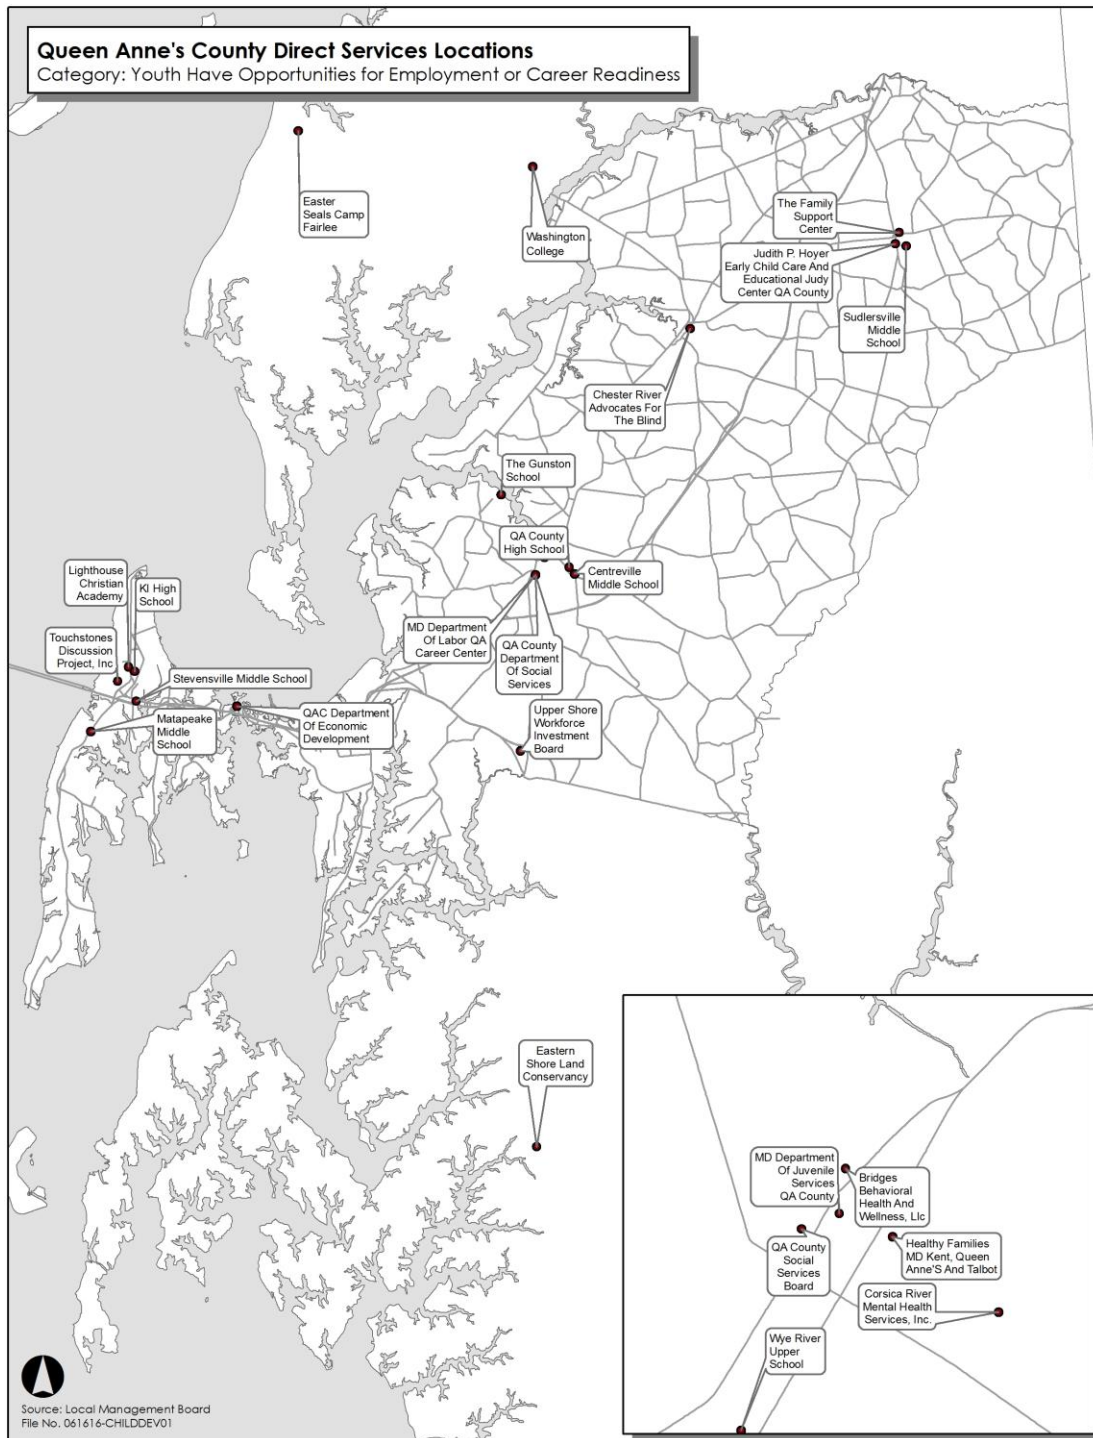 Queen Anne's County Direct Services Locations
Category: Youth Have Opportunities for Employment or Career Readiness
Easter
Seals Camp
Fairlee
Washington
College
The Family
Support
Center
Judith P. Hoyer
Early Child Care And
Educational Judy
Center QA County
Sudlersville
Middle
School
Chester River
Advocates For
The Blind
The Gunston
School
QA County
High School
Centreville
Middle School
Lighthouse
Christian
Academy
KI High
School
Touchstones
Discussion
Project, Inc
MD Department
Of Labor QA
Career Center
QA County
Department
Of Social
Services
Stevensville Middle School
Matapeake
Middle
School
QAC Department
Of Economic
Development
Upper Shore
Workforce
Investment
Board
Eastern
Shore Land
Conservancy
MD Department
Of Juvenile
Services
QA County
Bridges
Behavioral
Health And
Wellness, Llc
QA County
Social
Services
Board
Healthy Families
MD Kent, Queen
Anne'S And Talbot
Corsica River
Mental Health
Services, Inc.
Wye River
Upper
School
Source: Local Management Board
File No. 061616-CHILDDEV01